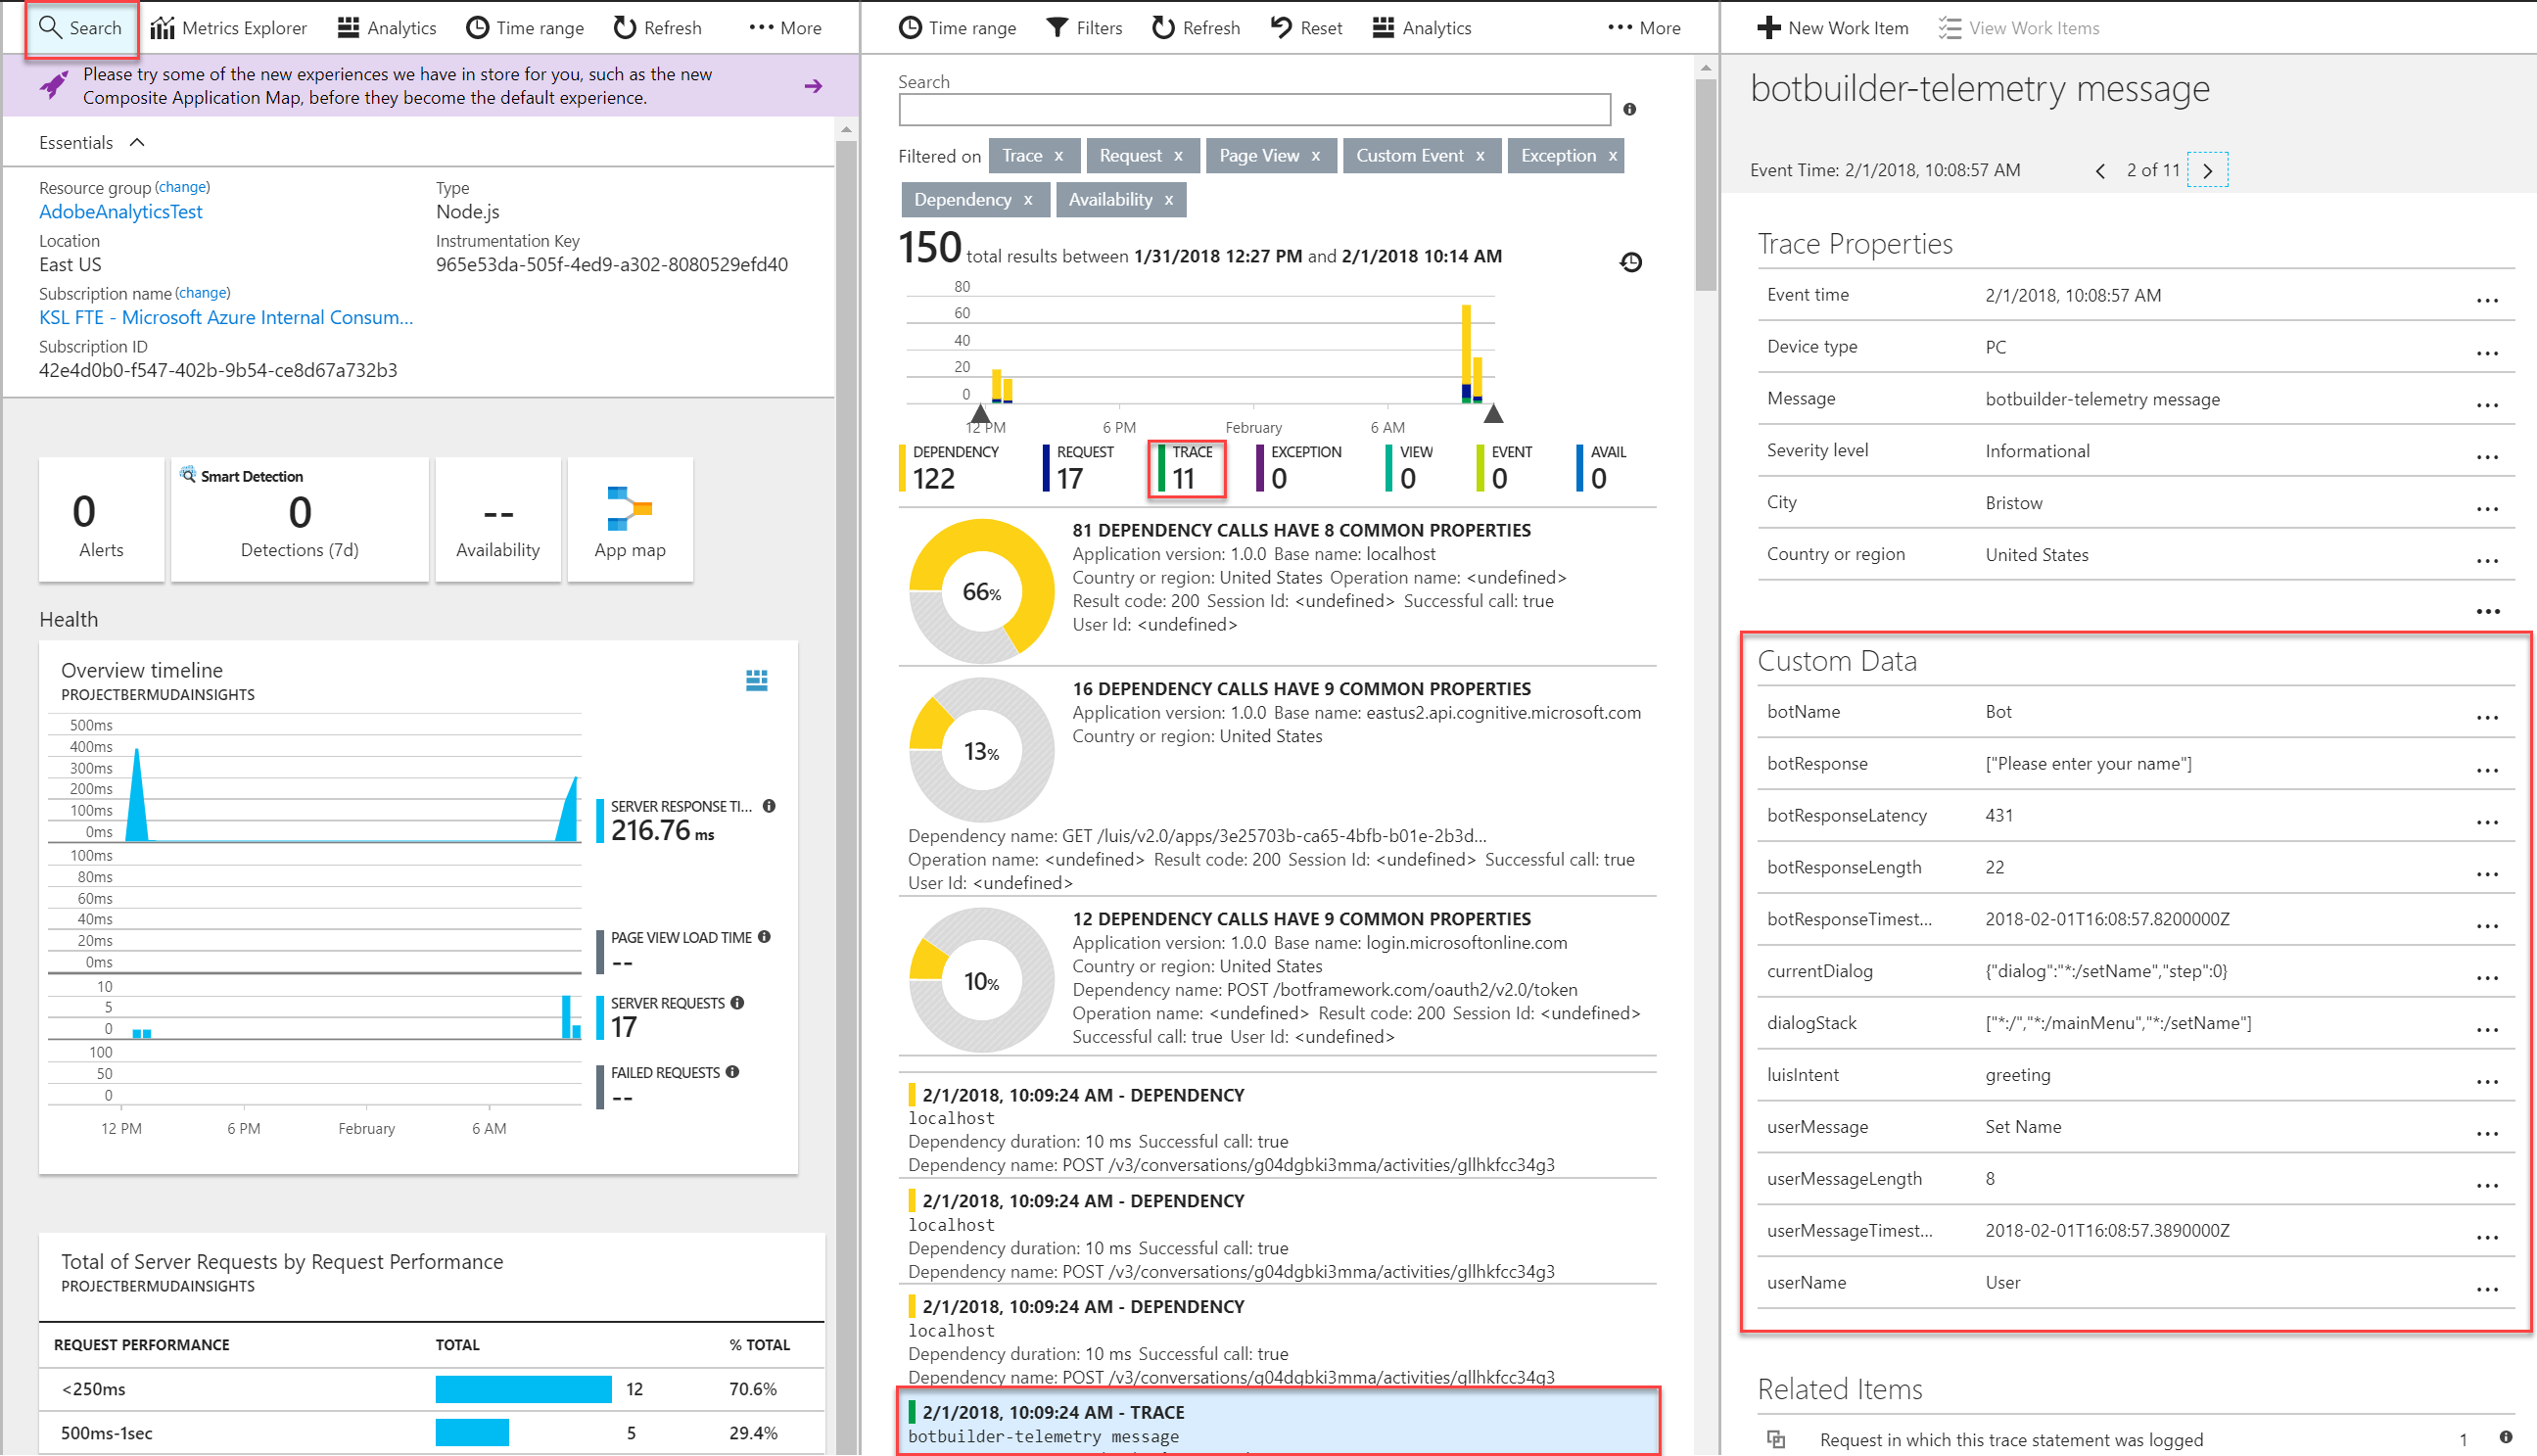 Search
Metrics Explorer
Analytics
Time range
Refresh
More
Please try some of the new experiences we have in store for you, such as the new
Composite Application Map, before they become the default experience.
Essentials
Resource group (change)
AdobeAnalyticsTest
Type
Node.js
Location
East US
Instrumentation Key
965e53da-505f-4ed9-a302-8080529efd40
Subscription name (change)
KSL FTE - Microsoft Azure Internal Consum...
Subscription ID
42e4d0b0-f547-402b-9b54-ce8d67a732b3
0
Alerts
Smart Detection
0
Detections (7d)
--
Availability
App map
Health
Overview timeline
PROJECTBERMUDAINSIGHTS
500ms
400ms
300ms
200ms
100ms
0ms
SERVER RESPONSE TI...
216.76 ms
100ms
80ms
60ms
40ms
20ms
0ms
PAGE VIEW LOAD TIME
--
10
5
0
SERVER REQUESTS
17
100
50
0
FAILED REQUESTS
--
12 PM
6 PM
February
6 AM
Total of Server Requests by Request Performance
PROJECTBERMUDAINSIGHTS
REQUEST PERFORMANCE TOTAL % TOTAL
<250ms 12 70.6%
500ms-1sec 5 29.4%
Time range
Filters
Refresh
Reset
Analytics
More
Search
Filtered on Trace x Request x Page View x Custom Event x Exception x
Dependency x Availability x
150 total results between 1/31/2018 12:27 PM and 2/1/2018 10:14 AM
80
60
40
20
0
12 PM
6 PM
February
6 AM
DEPENDENCY
122
REQUEST
17
TRACE
11
EXCEPTION
0
VIEW
0
EVENT
0
AVAIL
0
66%
81 DEPENDENCY CALLS HAVE 8 COMMON PROPERTIES
Application version: 1.0.0 Base name: localhost
Country or region: United States Operation name: <undefined>
Result code: 200 Session Id: <undefined> Successful call: true
User Id: <undefined>
13%
16 DEPENDENCY CALLS HAVE 9 COMMON PROPERTIES
Application version: 1.0.0 Base name: eastus2.api.cognitive.microsoft.com
Country or region: United States
Dependency name: GET /luis/v2.0/apps/3e25703b-ca65-4bfb-b01e-2b3d...
Operation name: <undefined> Result code: 200 Session Id: <undefined> Successful call: true
User Id: <undefined>
10%
12 DEPENDENCY CALLS HAVE 9 COMMON PROPERTIES
Application version: 1.0.0 Base name: login.microsoftonline.com
Country or region: United States
Dependency name: POST /botframework.com/oauth2/v2.0/token
Operation name: <undefined> Result code: 200 Session Id: <undefined>
Successful call: true User Id: <undefined>
2/1/2018, 10:09:24 AM - DEPENDENCY
localhost
Dependency duration: 10 ms Successful call: true
Dependency name: POST /v3/conversations/g04dgbki3mma/activities/gllhkfcc34g3
2/1/2018, 10:09:24 AM - DEPENDENCY
localhost
Dependency duration: 10 ms Successful call: true
Dependency name: POST /v3/conversations/g04dgbki3mma/activities/gllhkfcc34g3
2/1/2018, 10:09:24 AM - DEPENDENCY
localhost
Dependency duration: 10 ms Successful call: true
Dependency name: POST /v3/conversations/g04dgbki3mma/activities/gllhkfcc34g3
2/1/2018, 10:09:24 AM - TRACE
botbuilder-telemetry message
New Work Item
View Work Items
botbuilder-telemetry message
Event Time: 2/1/2018, 10:08:57 AM
2 of 11
Trace Properties
Event time 2/1/2018, 10:08:57 AM
Device type PC
Message botbuilder-telemetry message
Severity level Informational
City Bristow
Country or region United States
Custom Data
botName Bot
botResponse ["Please enter your name"]
botResponseLatency 431
botResponseLength 22
botResponseTimest... 2018-02-01T16:08:57.8200000Z
currentDialog {"dialog":"*:/setName","step":0}
dialogStack ["*:/","*:/mainMenu","*:/setName"]
luisIntent greeting
userMessage Set Name
userMessageLength 8
userMessageTimest... 2018-02-01T16:08:57.3890000Z
userName User
Related Items
Request in which this trace statement was logged 1